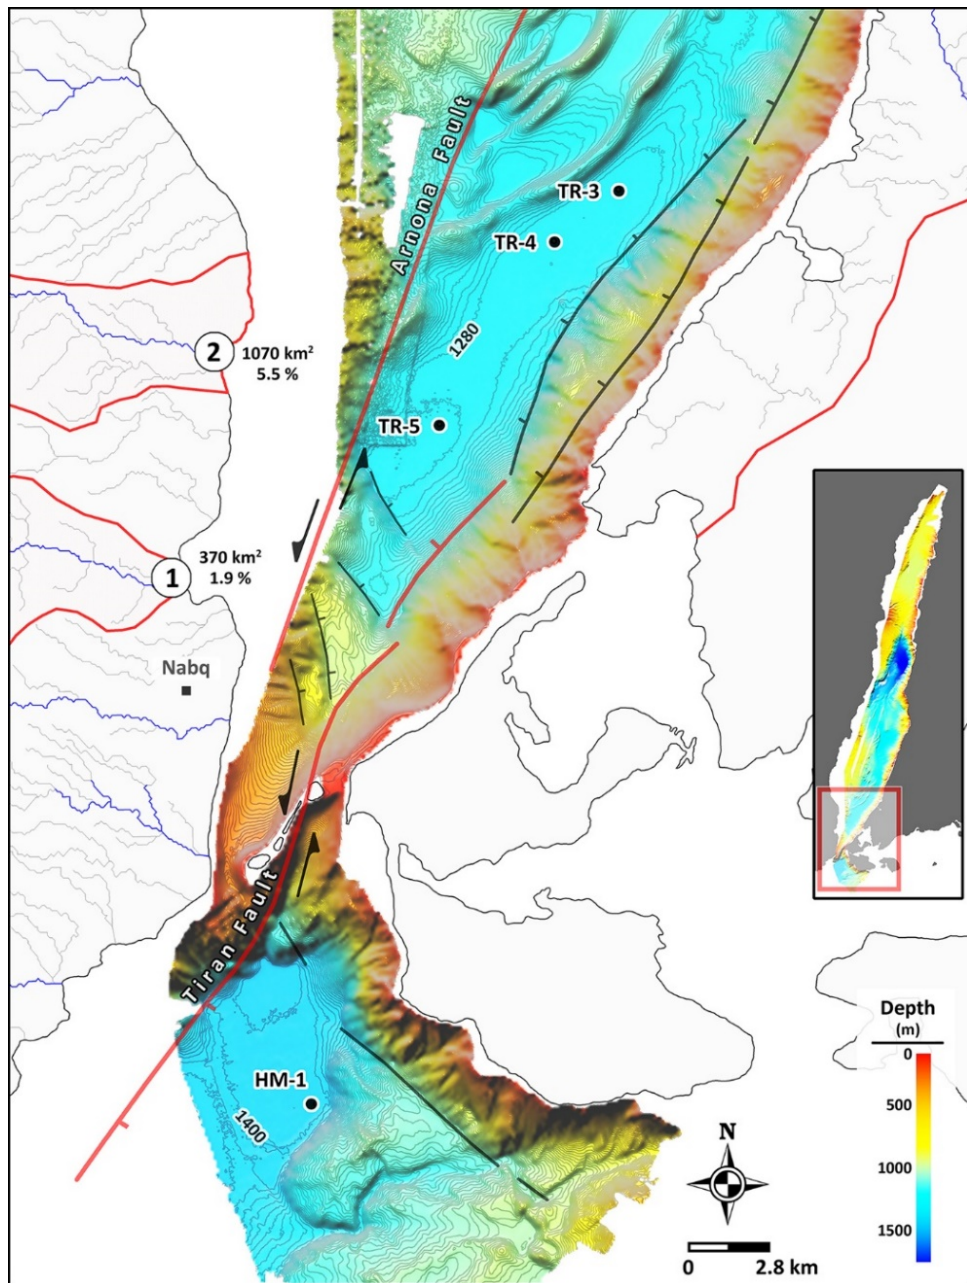 Arnona Fault
TR-3
TR-4
1280
2
1070 km²
5.5 %
TR-5
1
370 km²
1.9 %
Nabq
Tiran Fault
HM-1
1400
Depth
(m)
0
500
1000
1500
N
0 2.8 km